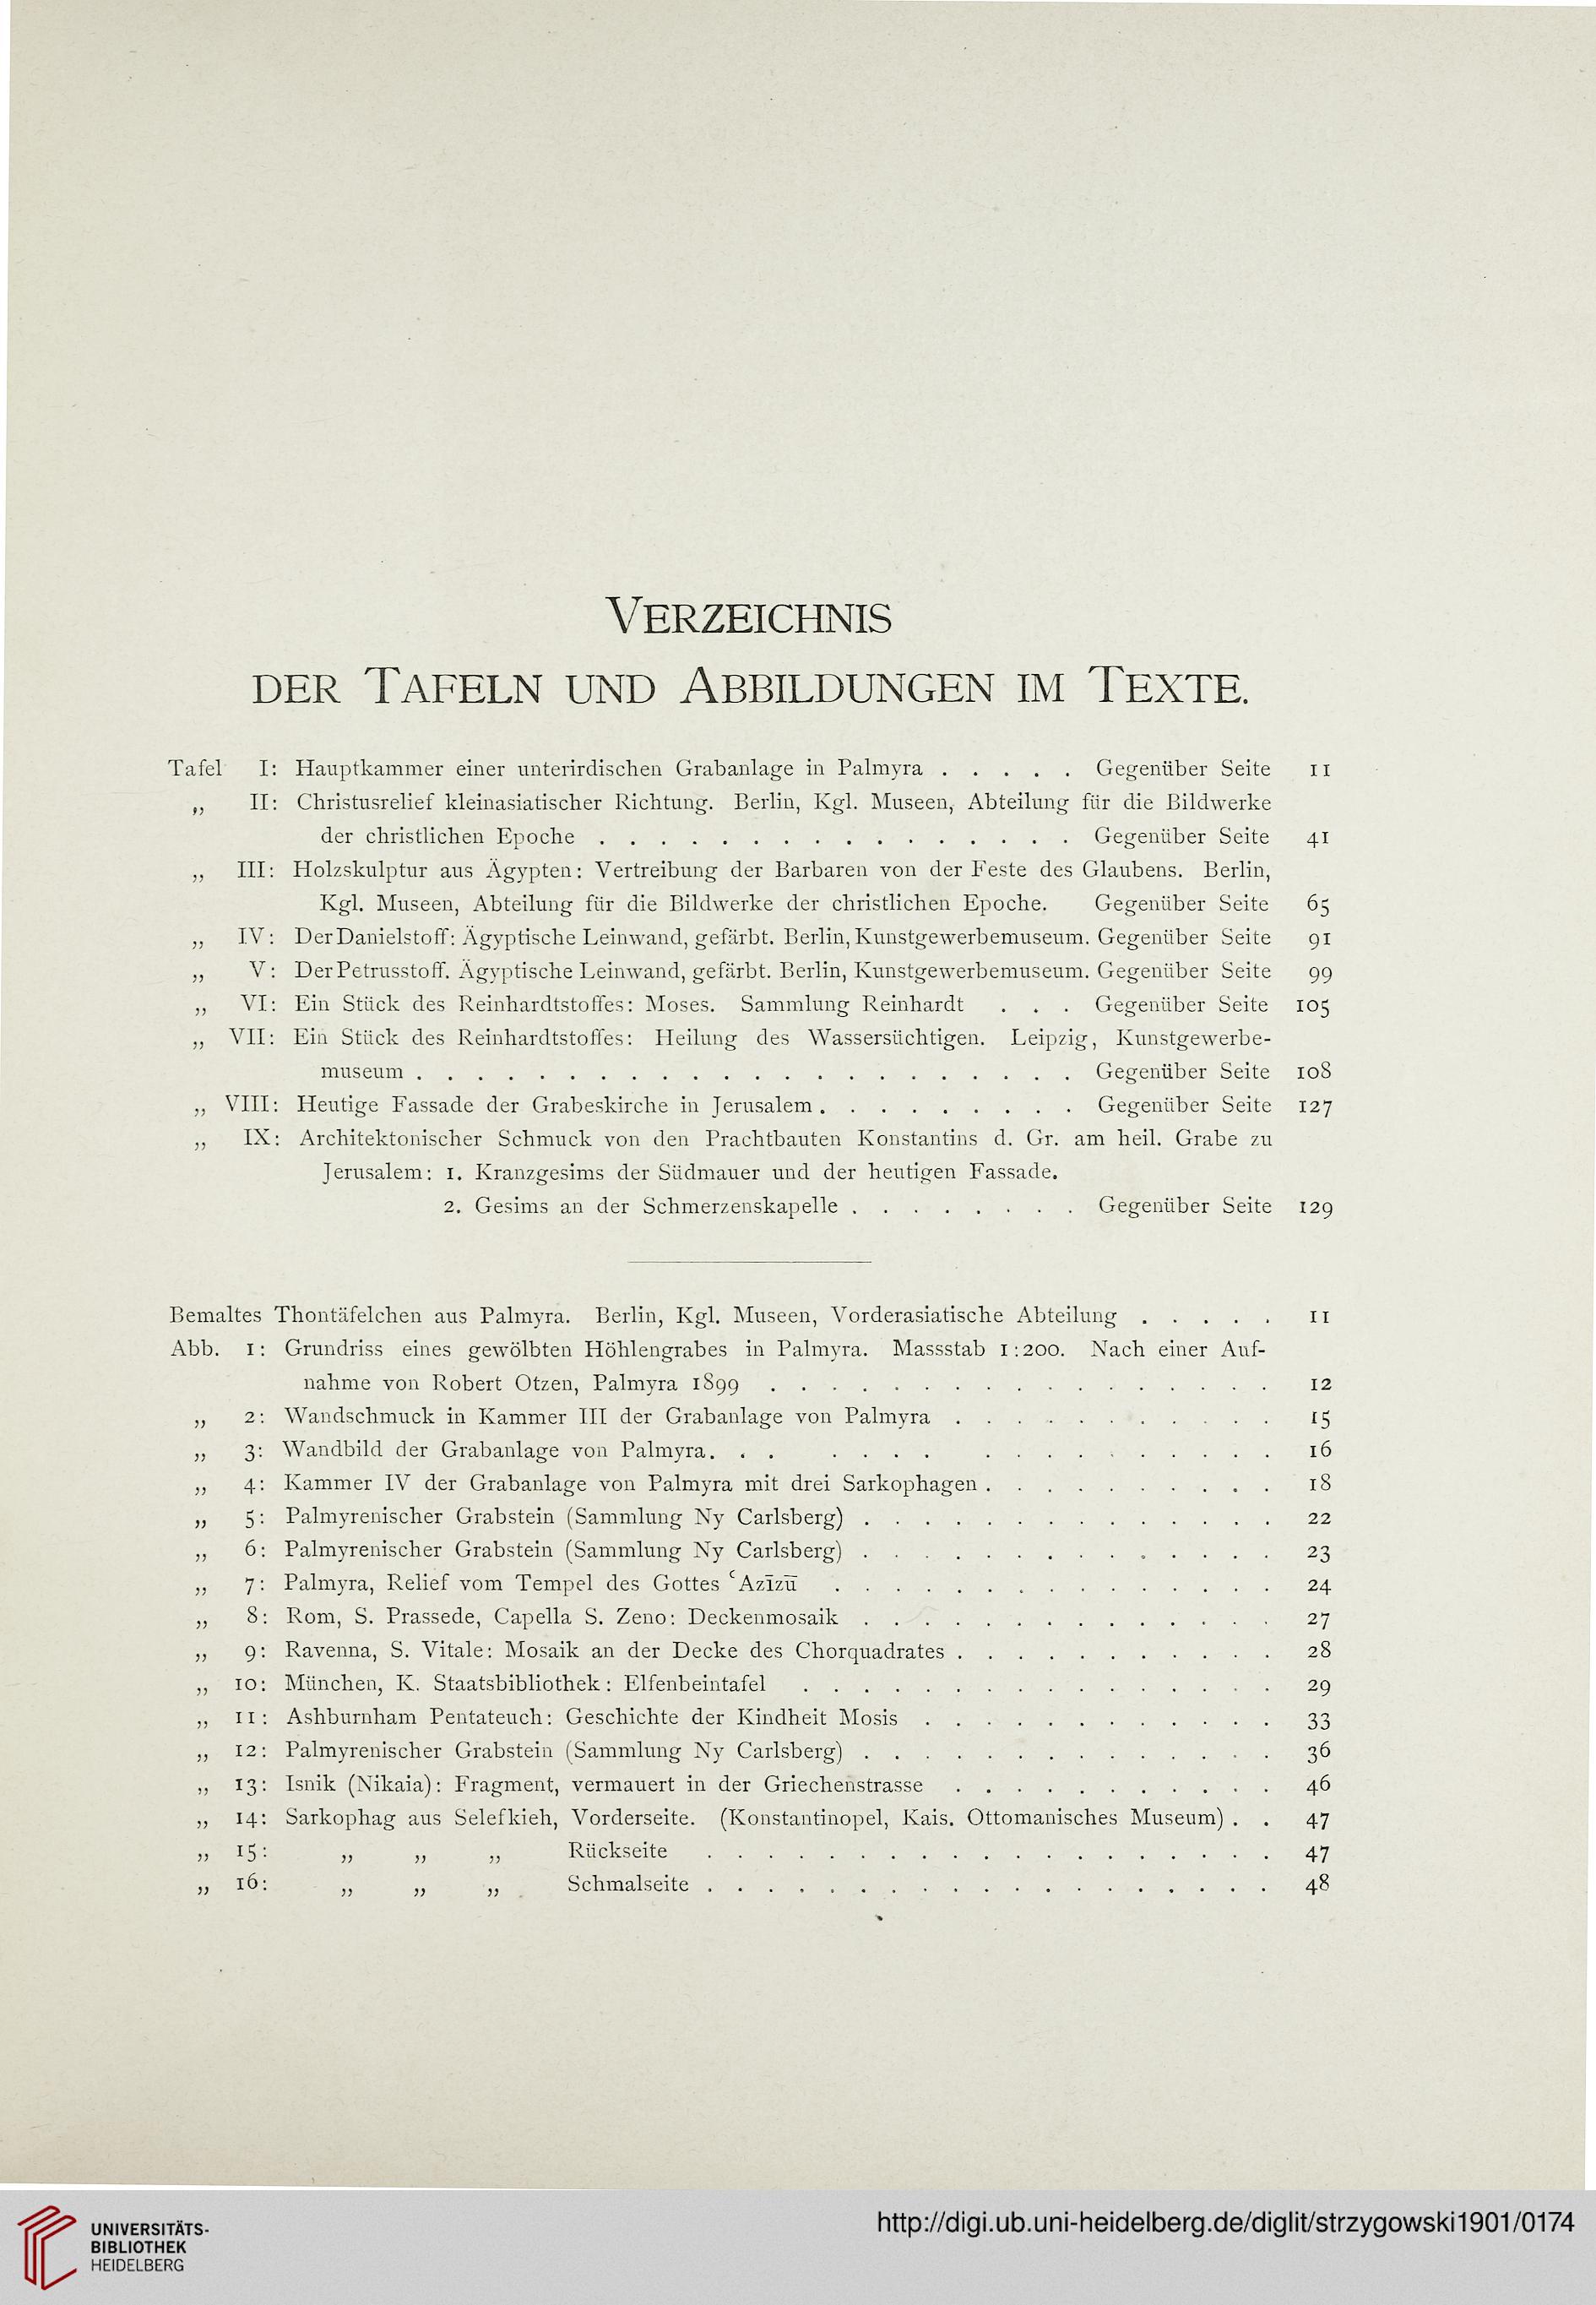 VERZEICHNIS
DER TAFELN UND ABBILDUNGEN IM TEXTE.
Tafel I: Hauptkammer einer unterirdischen Grabanlage in Palmyra . . . . . Gegenüber Seite 11
„ II: Christusrelief kleinasiatischer Richtung. Berlin, Kgl. Museen, Abteilung für die Bildwerke
der christlichen Epoche . . . . . . . . . . . . . . . . Gegenüber Seite 41
„ III: Holzskulptur aus Ägypten: Vertreibung der Barbaren von der Feste des Glaubens. Berlin,
Kgl. Museen, Abteilung für die Bildwerke der christlichen Epoche. Gegenüber Seite 65
„ IV: Der Danielstoff: Ägyptische Leinwand, gefärbt. Berlin, Kunstgewerbemuseum. Gegenüber Seite 91
„ V: Der Petrusstoff. Ägyptische Leinwand, gefärbt. Berlin, Kunstgewerbemuseum. Gegenüber Seite 99
„ VI: Ein Stück des Reinhardtstoffes: Moses. Sammlung Reinhardt . . . Gegenüber Seite 105
„ VII: Ein Stück des Reinhardtstoffes: Heilung des Wassersüchtigen. Leipzig, Kunstgewerbe-
museum . . . . . . . . . . . . . . . . . . . . . . Gegenüber Seite 108
„ VIII: Heutige Fassade der Grabeskirche in Jerusalem . . . . . . . . . Gegenüber Seite 127
„ IX: Architektonischer Schmuck von den Prachtbauten Konstantins d. Gr. am heil. Grabe zu
Jerusalem: 1. Kranzgesims der Südmauer und der heutigen Fassade.
2. Gesims an der Schmerzenskapelle . . . . . . . . Gegenüber Seite 129
Bemaltes Thontäfelchen aus Palmyra. Berlin, Kgl. Museen, Vorderasiatische Abteilung . . . . . 11
Abb. 1: Grundriss eines gewölbten Höhlengrabes in Palmyra. Massstab 1:200. Nach einer Auf-
nahme von Robert Otzen, Palmyra 1899 . . . . . . . . . . . . . . . . . 12
„ 2: Wandschmuck in Kammer III der Grabanlage von Palmyra . . . . . . . . . . . 15
„ 3: Wandbild der Grabanlage von Palmyra. . . . . . . . . . . . . . . . . 16
„ 4: Kammer IV der Grabanlage von Palmyra mit drei Sarkophagen . . . . . . . . . . 18
„ 5: Palmyrenischer Grabstein (Sammlung Ny Carlsberg) . . . . . . . . . . . . . . 22
„ 6: Palmyrenischer Grabstein (Sammlung Ny Carlsberg) . . . . . . . . . . . . . . 23
„ 7: Palmyra, Relief vom Tempel des Gottes ʿAzīzū . . . . . . . . . . . . . . . 24
„ 8: Rom, S. Prassede, Capella S. Zeno: Deckenmosaik . . . . . . . . . . . . . . 27
„ 9: Ravenna, S. Vitale: Mosaik an der Decke des Chorquadrates . . . . . . . . . . . 28
„ 10: München, K. Staatsbibliothek: Elfenbeintafel . . . . . . . . . . . . . . . . 29
„ 11: Ashburnham Pentateuch: Geschichte der Kindheit Mosis . . . . . . . . . . . . 33
„ 12: Palmyrenischer Grabstein (Sammlung Ny Carlsberg) . . . . . . . . . . . . . . 36
„ 13: Isnik (Nikaia): Fragment, vermauert in der Griechenstrasse . . . . . . . . . . . 46
„ 14: Sarkophag aus Selefkieh, Vorderseite. (Konstantinopel, Kais. Ottomanisches Museum) . . 47
„ 15: „ „ „ Rückseite . . . . . . . . . . . . . . . . . . . 47
„ 16: „ „ „ Schmalseite . . . . . . . . . . . . . . . . . . . 48
UNIVERSITÄTS-
BIBLIOTHEK
HEIDELBERG
http://digi.ub.uni-heidelberg.de/diglit/strzygowski1901/0174